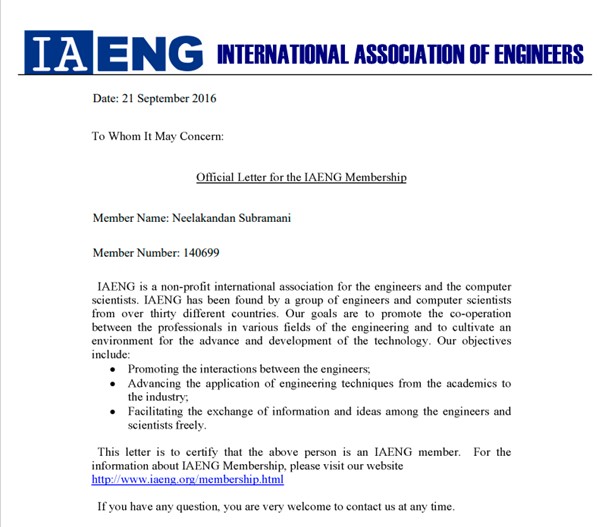 IAENG INTERNATIONAL ASSOCIATION OF ENGINEERS
Date: 21 September 2016
To Whom It May Concern:
Official Letter for the IAENG Membership
Member Name: Neelakandan Subramani
Member Number: 140699
IAENG is a non-profit international association for the engineers and the computer
scientists. IAENG has been found by a group of engineers and computer scientists
from over thirty different countries. Our goals are to promote the co-operation
between the professionals in various fields of the engineering and to cultivate an
environment for the advance and development of the technology. Our objectives
include:
• Promoting the interactions between the engineers;
• Advancing the application of engineering techniques from the academics to
the industry;
• Facilitating the exchange of information and ideas among the engineers and
scientists freely.
This letter is to certify that the above person is an IAENG member. For the
information about IAENG Membership, please visit our website
http://www.iaeng.org/membership.html
If you have any question, you are very welcome to contact us at any time.